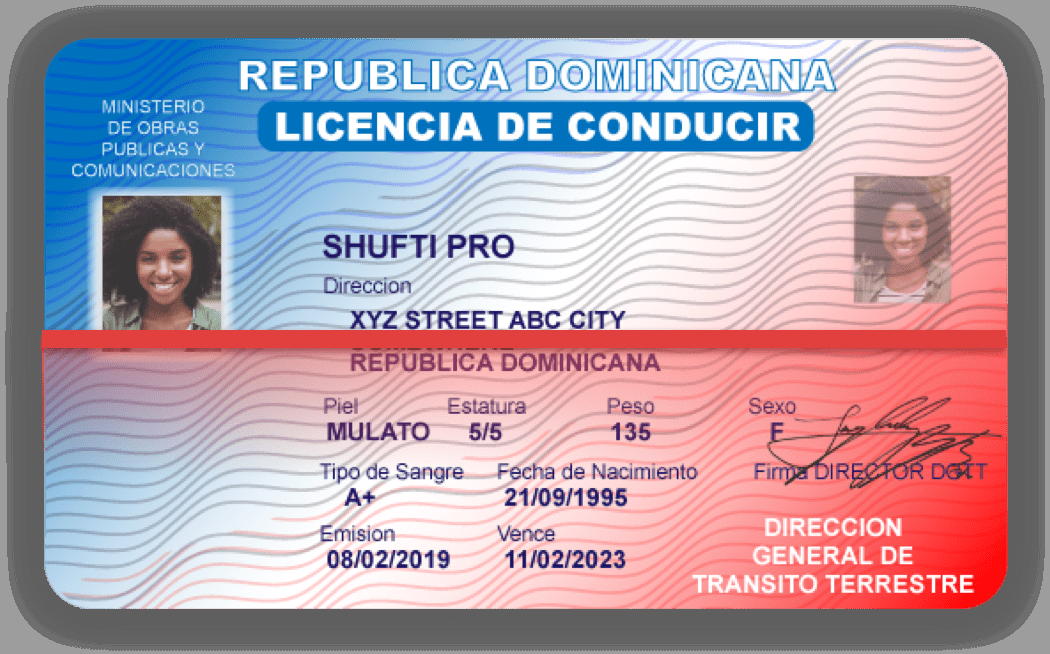 REPUBLICA DOMINICANA
LICENCIA DE CONDUCIR
MINISTERIO
DE OBRAS
PUBLICAS Y
COMUNICACIONES
SHUFTI PRO
Direccion
XYZ STREET ABC CITY
REPUBLICA DOMINICANA
Piel Estatura Peso Sexo
MULATO 5/5 135 F
Tipo de Sangre Fecha de Nacimiento Firma DIRECTOR DGTT
A+ 21/09/1995
Emision Vence
08/02/2019 11/02/2023
DIRECCION
GENERAL DE
TRANSITO TERRESTRE